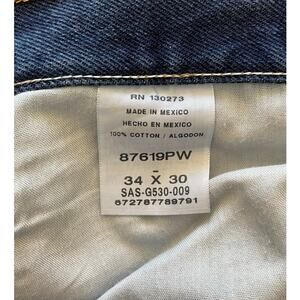 RN 130273
MADE IN MEXICO
HECHO EN MEXICO
100% COTTON / ALGODON
87619PW
-
34 X 30
SAS-G530-009
672787789791